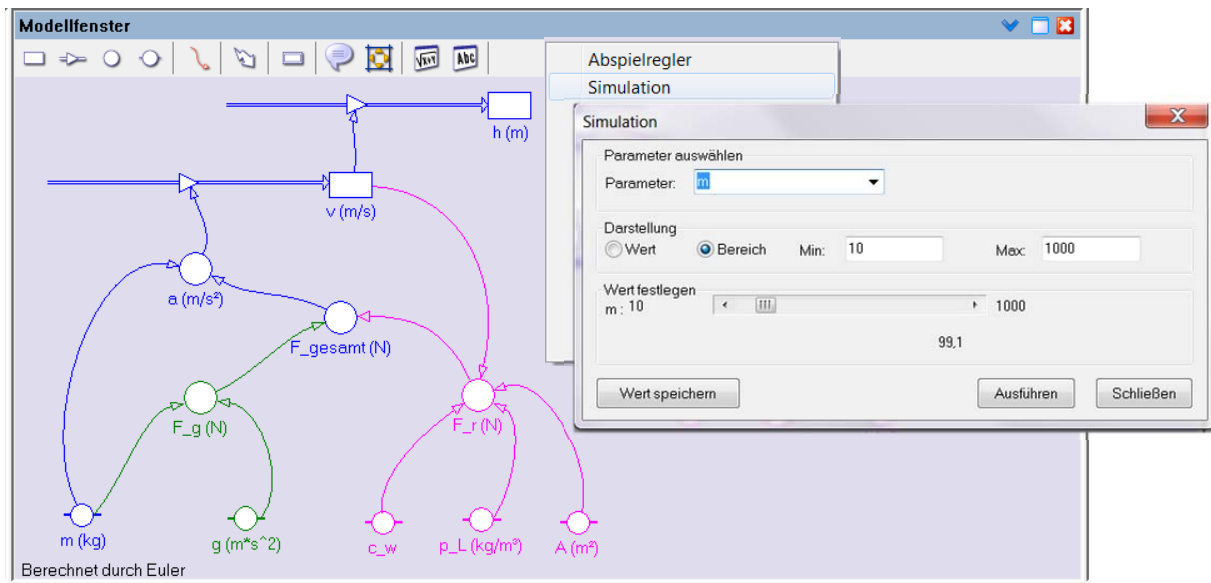 Modellfenster
√x+y
Abc
Abspielregler
Simulation
h (m)
v (m/s)
a (m/s²)
F_gesamt (N)
F_g (N)
F_r (N)
m (kg)
g (m*s^2)
c_w
p_L (kg/m³)
A (m²)
Berechnet durch Euler
Simulation
X
Parameter auswählen
Parameter: m
Darstellung
Wert Bereich Min: 10 Max: 1000
Wert festlegen
m : 10 1000
99,1
Wert speichern Ausführen Schließen